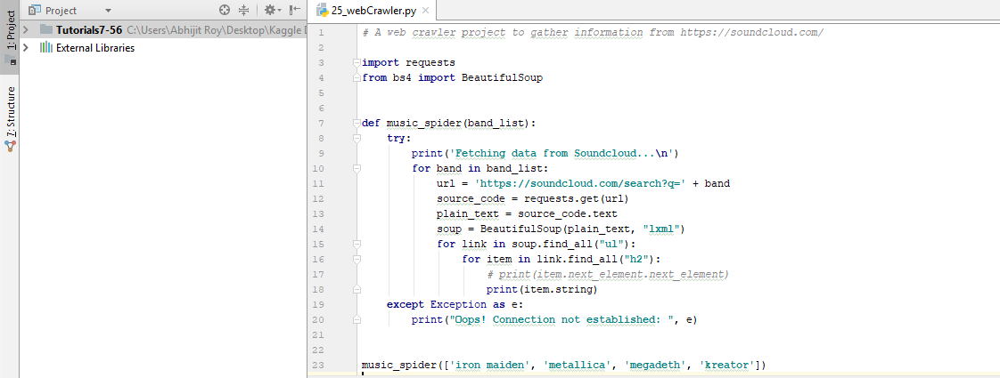 Project
25_webCrawler.py
1: Project
7: Structure
Tutorials7-56 C:\Users\Abhijit Roy\Desktop\Kaggle D
External Libraries
1 # A web crawler project to gather information from https://soundcloud.com/
2
3 import requests
4 from bs4 import BeautifulSoup
5
6
7 def music_spider(band_list):
8 try:
9 print('Fetching data from Soundcloud...\n')
10 for band in band_list:
11 url = 'https://soundcloud.com/search?q=' + band
12 source_code = requests.get(url)
13 plain_text = source_code.text
14 soup = BeautifulSoup(plain_text, "lxml")
15 for link in soup.find_all("ul"):
16 for item in link.find_all("h2"):
17 # print(item.next_element.next_element)
18 print(item.string)
19 except Exception as e:
20 print("Oops! Connection not established: ", e)
21
22
23 music_spider(['iron maiden', 'metallica', 'megadeth', 'kreator'])